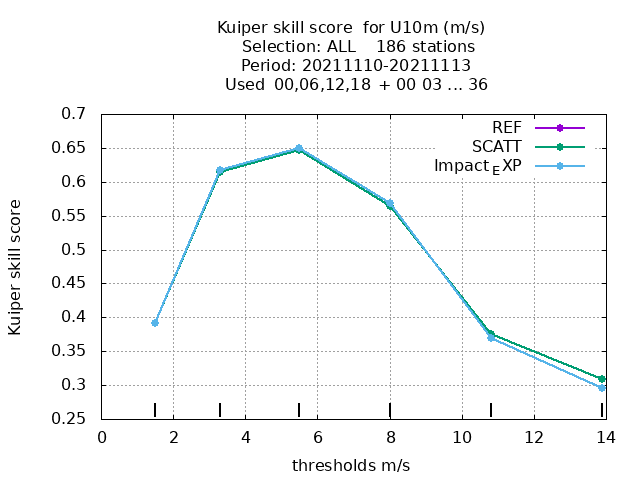 Kuiper skill score  for U10m (m/s)
Selection: ALL    186 stations
Period: 20211110-20211113
Used  00,06,12,18  + 00 03 ... 36
0.7
REF
0.65
SCATT
Impact_EXP
0.6
0.55
0.5
0.45
0.4
0.35
0.3
0.25
Kuiper skill score
0 2 4 6 8 10 12 14
thresholds m/s